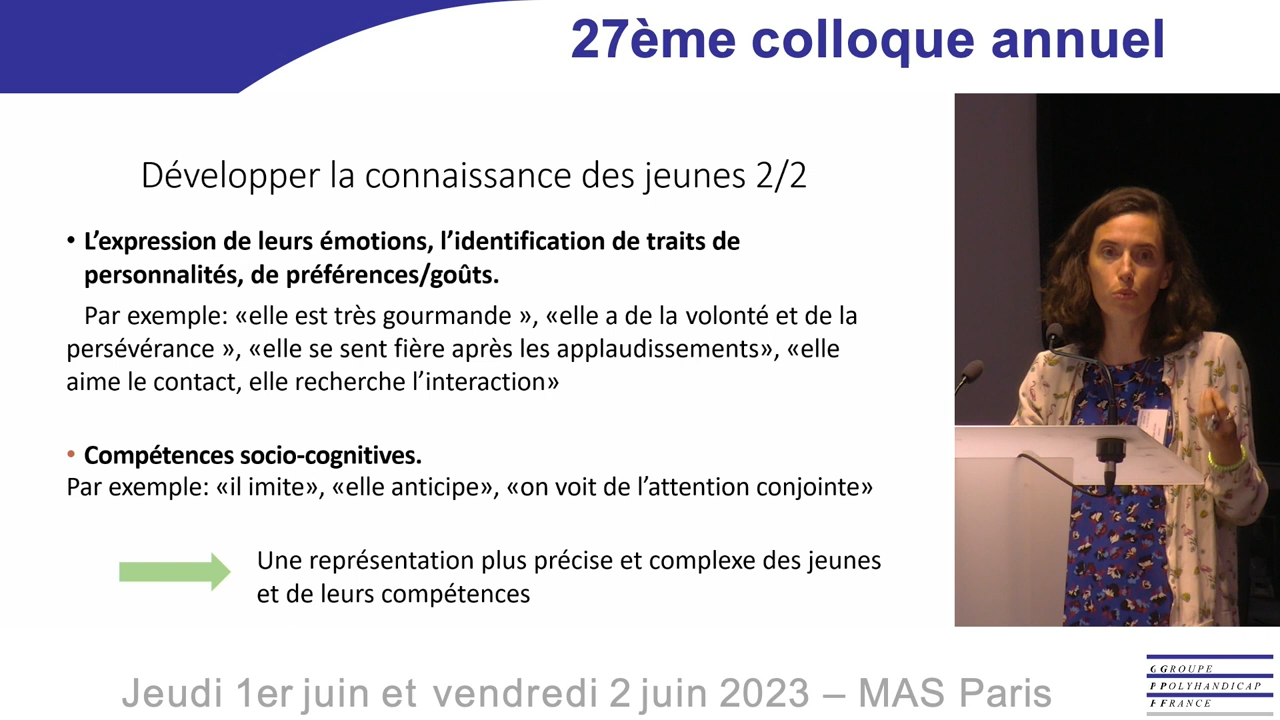 27ème colloque annuel
Développer la connaissance des jeunes 2/2
• L’expression de leurs émotions, l’identification de traits de
personnalités, de préférences/goûts.
Par exemple: «elle est très gourmande », «elle a de la volonté et de la
persévérance », «elle se sent fière après les applaudissements», «elle
aime le contact, elle recherche l’interaction»
• Compétences socio-cognitives.
Par exemple: «il imite», «elle anticipe», «on voit de l’attention conjointe»
Une représentation plus précise et complexe des jeunes
et de leurs compétences
Jeudi 1er juin et vendredi 2 juin 2023 – MAS Paris
G GROUPE
P POLYHANDICAP
F FRANCE